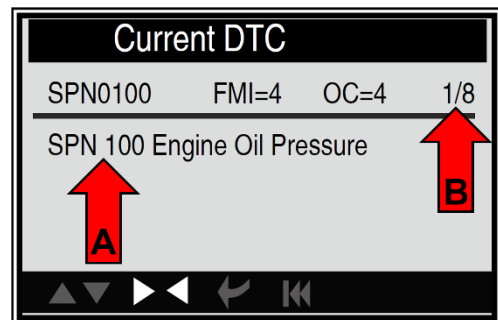 Current DTC
SPN0100 FMI=4 OC=4 1/8
SPN 100 Engine Oil Pressure
A
B